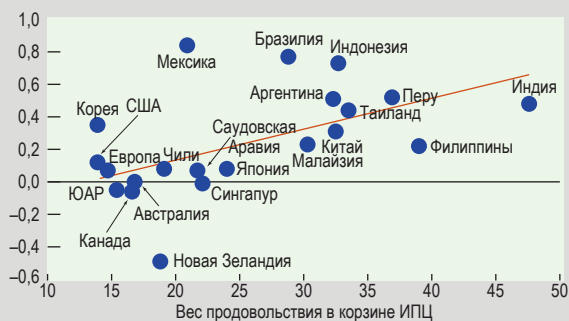 1,0
0,8
0,6
0,4
0,2
0,0
–0,2
–0,4
–0,6
Мексика
Бразилия
Индонезия
Корея
США
Аргентина
Перу
Таиланд
Индия
Саудовская
Аравия
Китай
Малайзия
Филиппины
Европа
Чили
Япония
ЮАР
Сингапур
Австралия
Канада
Новая Зеландия
10 15 20 25 30 35 40 45 50
Вес продовольствия в корзине ИПЦ